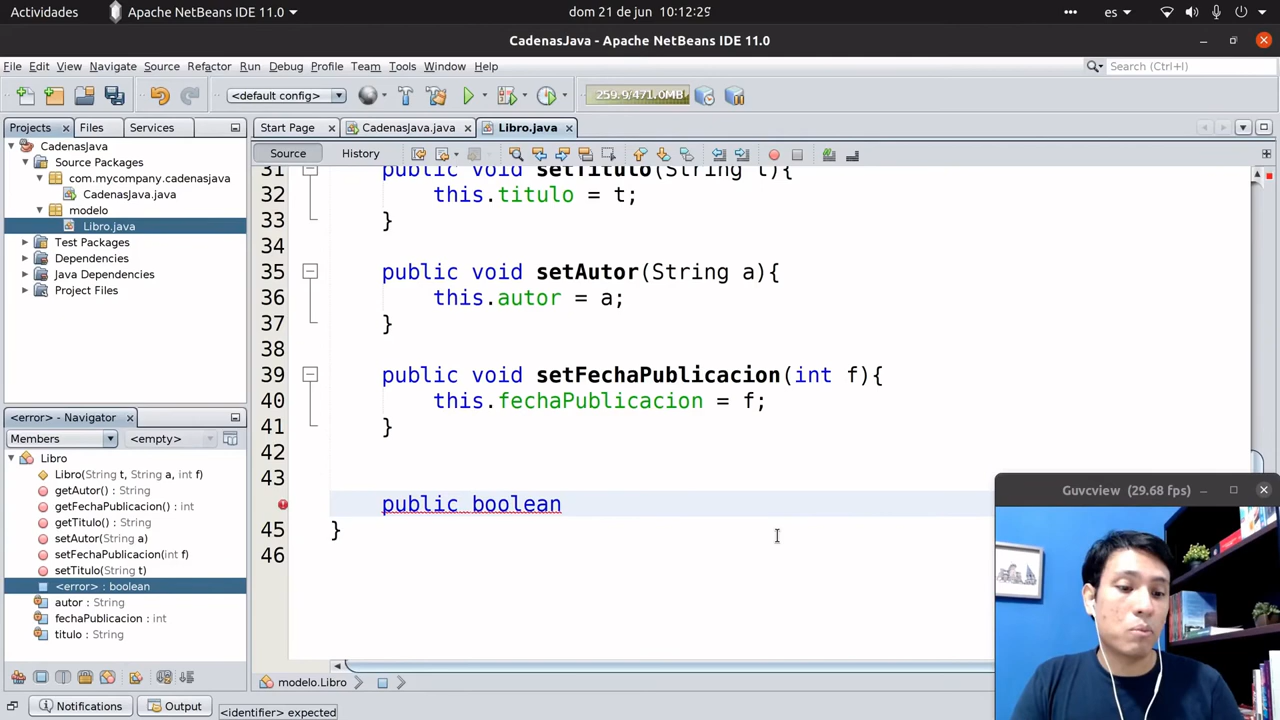 Actividades Apache NetBeans IDE 11.0 dom 21 de jun 10:12:29 es
CadenasJava - Apache NetBeans IDE 11.0
File Edit View Navigate Source Refactor Run Debug Profile Team Tools Window Help Search (Ctrl+I)
<default config> 259.9/471.0MB
Projects Files Services Start Page CadenasJava.java Libro.java
CadenasJava
Source Packages
com.mycompany.cadenasjava
CadenasJava.java
modelo
Libro.java
Test Packages
Dependencies
Java Dependencies
Project Files
Source History
31 public void setTitulo(String t){
32 this.titulo = t;
33 }
34
35 public void setAutor(String a){
36 this.autor = a;
37 }
38
39 public void setFechaPublicacion(int f){
40 this.fechaPublicacion = f;
41 }
42
43
public boolean
45 }
46
<error> - Navigator
Members <empty>
Libro
Libro(String t, String a, int f)
getAutor() : String
getFechaPublicacion() : int
getTitulo() : String
setAutor(String a)
setFechaPublicacion(int f)
setTitulo(String t)
<error> : boolean
autor : String
fechaPublicacion : int
titulo : String
modelo.Libro
Notifications Output <identifier> expected
Guvcview (29.68 fps)